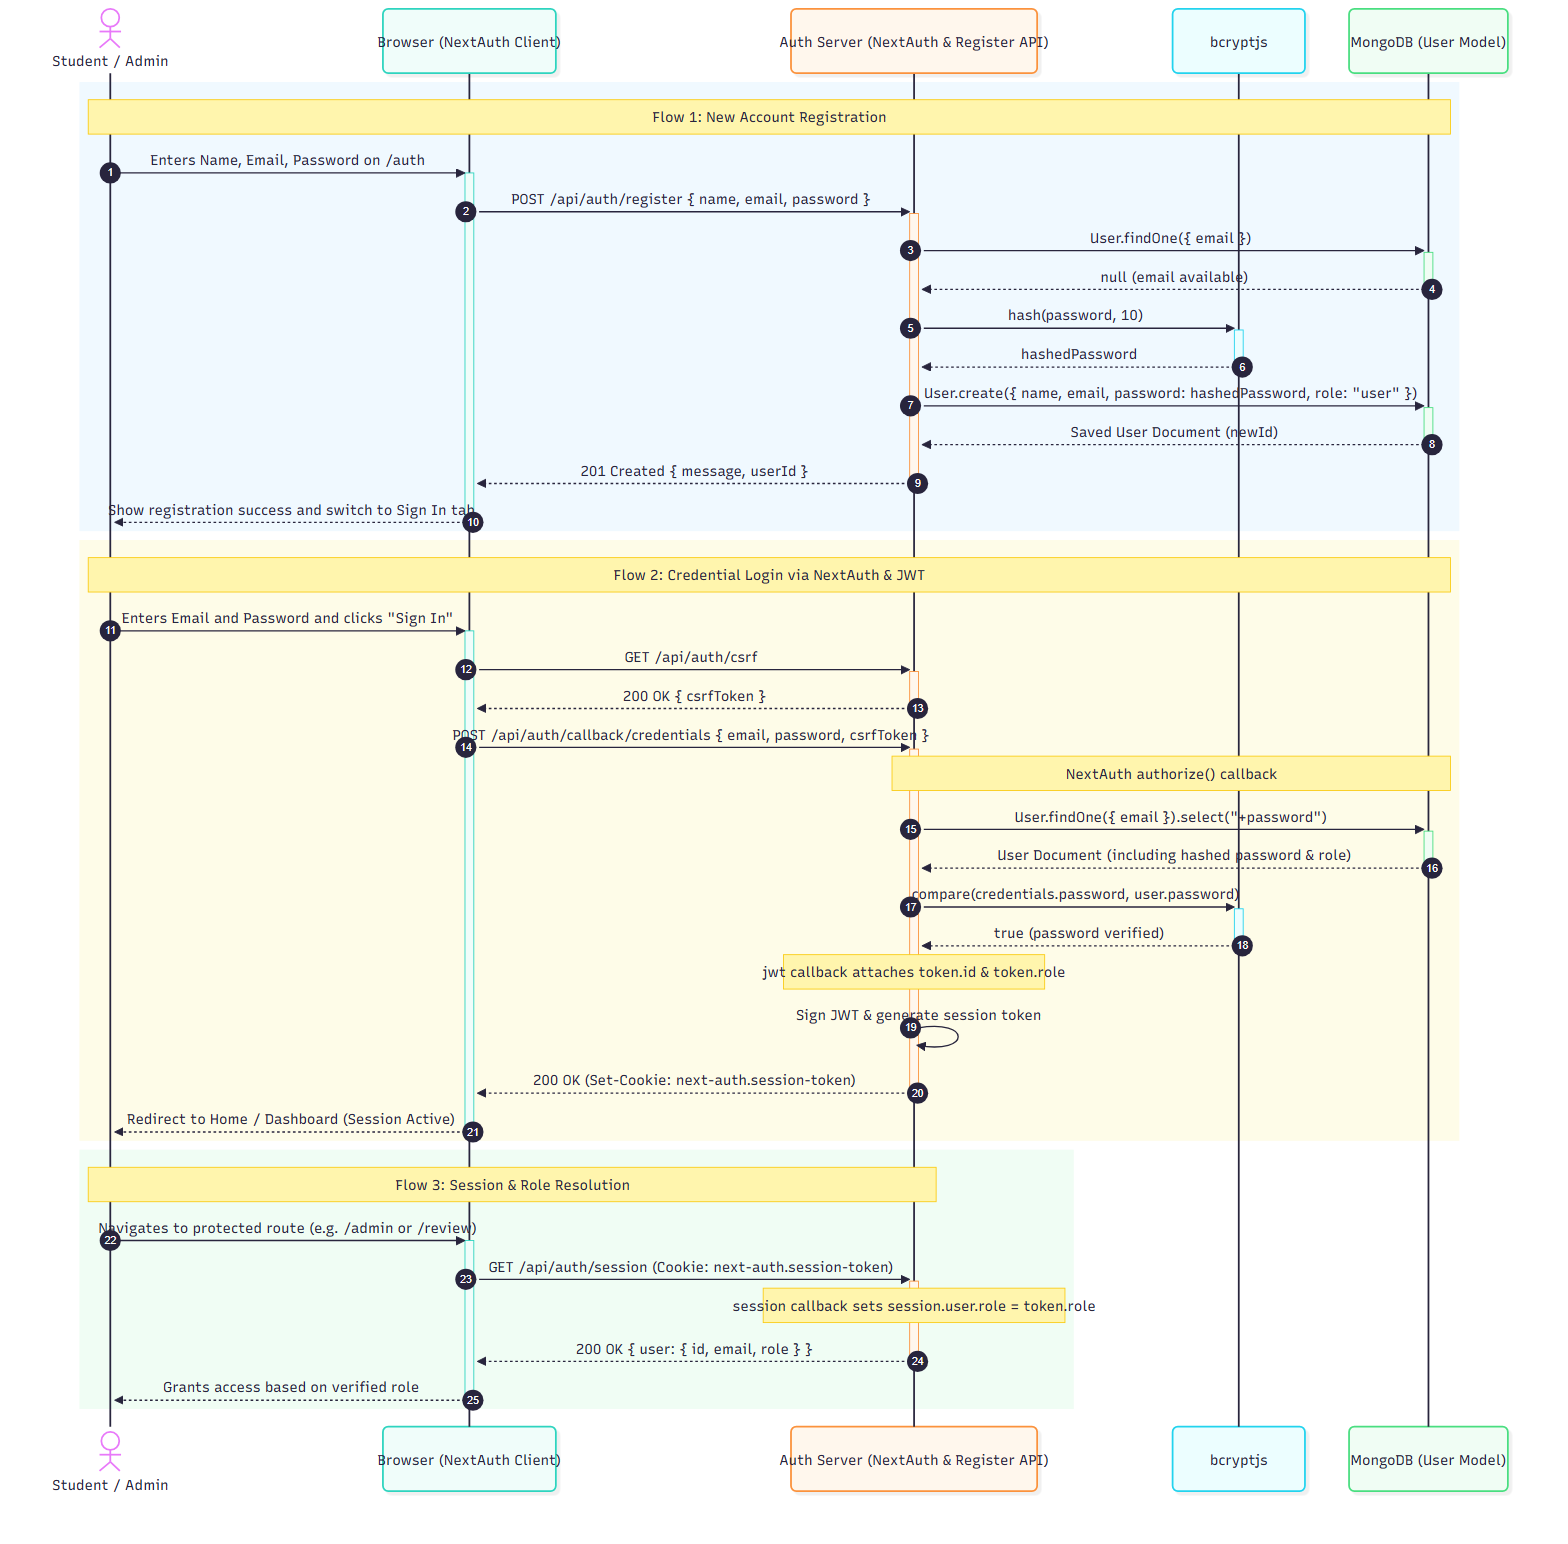 Student / Admin
Browser (NextAuth Client)
Auth Server (NextAuth & Register API)
bcryptjs
MongoDB (User Model)
Flow 1: New Account Registration
1
Enters Name, Email, Password on /auth
2
POST /api/auth/register { name, email, password }
3
User.findOne({ email })
null (email available)
4
5
hash(password, 10)
hashedPassword
6
7
User.create({ name, email, password: hashedPassword, role: "user" })
Saved User Document (newId)
8
201 Created { message, userId }
9
Show registration success and switch to Sign In tab
10
Flow 2: Credential Login via NextAuth & JWT
11
Enters Email and Password and clicks "Sign In"
12
GET /api/auth/csrf
200 OK { csrfToken }
13
14
POST /api/auth/callback/credentials { email, password, csrfToken }
NextAuth authorize() callback
15
User.findOne({ email }).select("+password")
User Document (including hashed password & role)
16
17
compare(credentials.password, user.password)
true (password verified)
18
jwt callback attaches token.id & token.role
Sign JWT & generate session token
19
200 OK (Set-Cookie: next-auth.session-token)
20
Redirect to Home / Dashboard (Session Active)
21
Flow 3: Session & Role Resolution
Navigates to protected route (e.g. /admin or /review)
22
23
GET /api/auth/session (Cookie: next-auth.session-token)
session callback sets session.user.role = token.role
200 OK { user: { id, email, role } }
24
Grants access based on verified role
25
Student / Admin
Browser (NextAuth Client)
Auth Server (NextAuth & Register API)
bcryptjs
MongoDB (User Model)